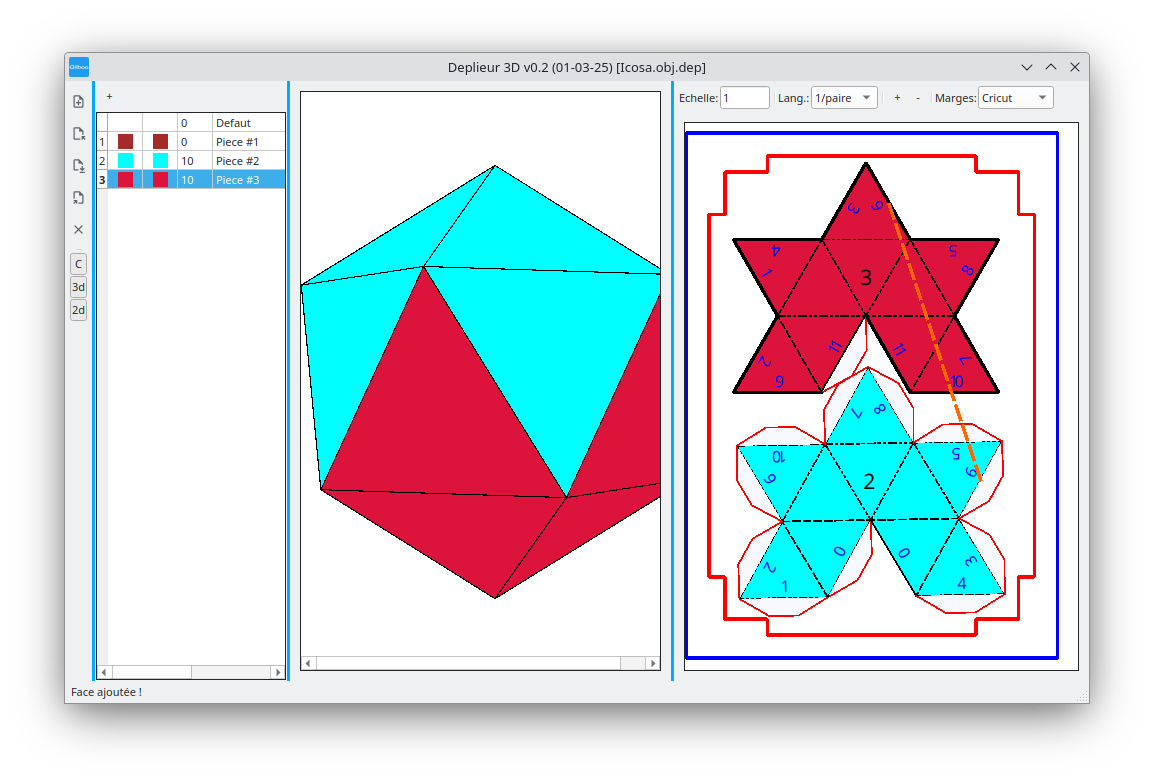 Deplieur 3D v0.2 (01-03-25) [Icosa.obj.dep]
Gilboo
+
Echelle: 1 Lang.: 1/paire + - Marges: Cricut
0 Defaut
1 0 Piece #1
2 10 Piece #2
3 10 Piece #3
C
3d
2d
3 6
4 5
1 8
3
2 11 11 7
9 10
7 8
10 5
9 6
2
0 0
2 3
1 4
Face ajoutée !